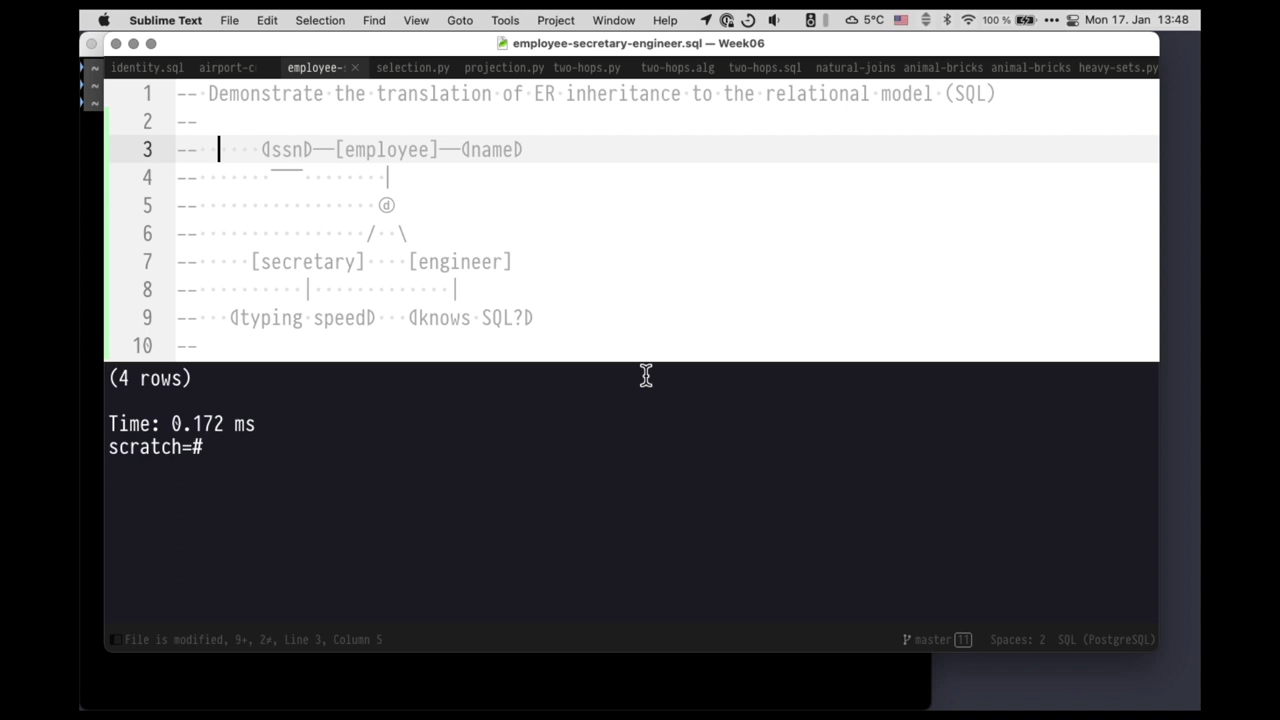 Sublime Text File Edit Selection Find View Goto Tools Project Window Help 5°C 100 % Mon 17. Jan 13:48
employee-secretary-engineer.sql — Week06
identity.sql airport-c employee- selection.py projection.py two-hops.py two-hops.alg two-hops.sql natural-joins animal-bricks animal-bricks heavy-sets.py
1 -- Demonstrate the translation of ER inheritance to the relational model (SQL)
2 --
3 -- ⟬ssn⟭──[employee]──⟬name⟭
4 -- ‾‾‾ |
5 -- ⓓ
6 -- / \
7 -- [secretary] [engineer]
8 -- | |
9 -- ⟬typing speed⟭ ⟬knows SQL?⟭
10 --
(4 rows)
Time: 0.172 ms
scratch=#
File is modified, 9+, 2≠, Line 3, Column 5 master 11 Spaces: 2 SQL (PostgreSQL)